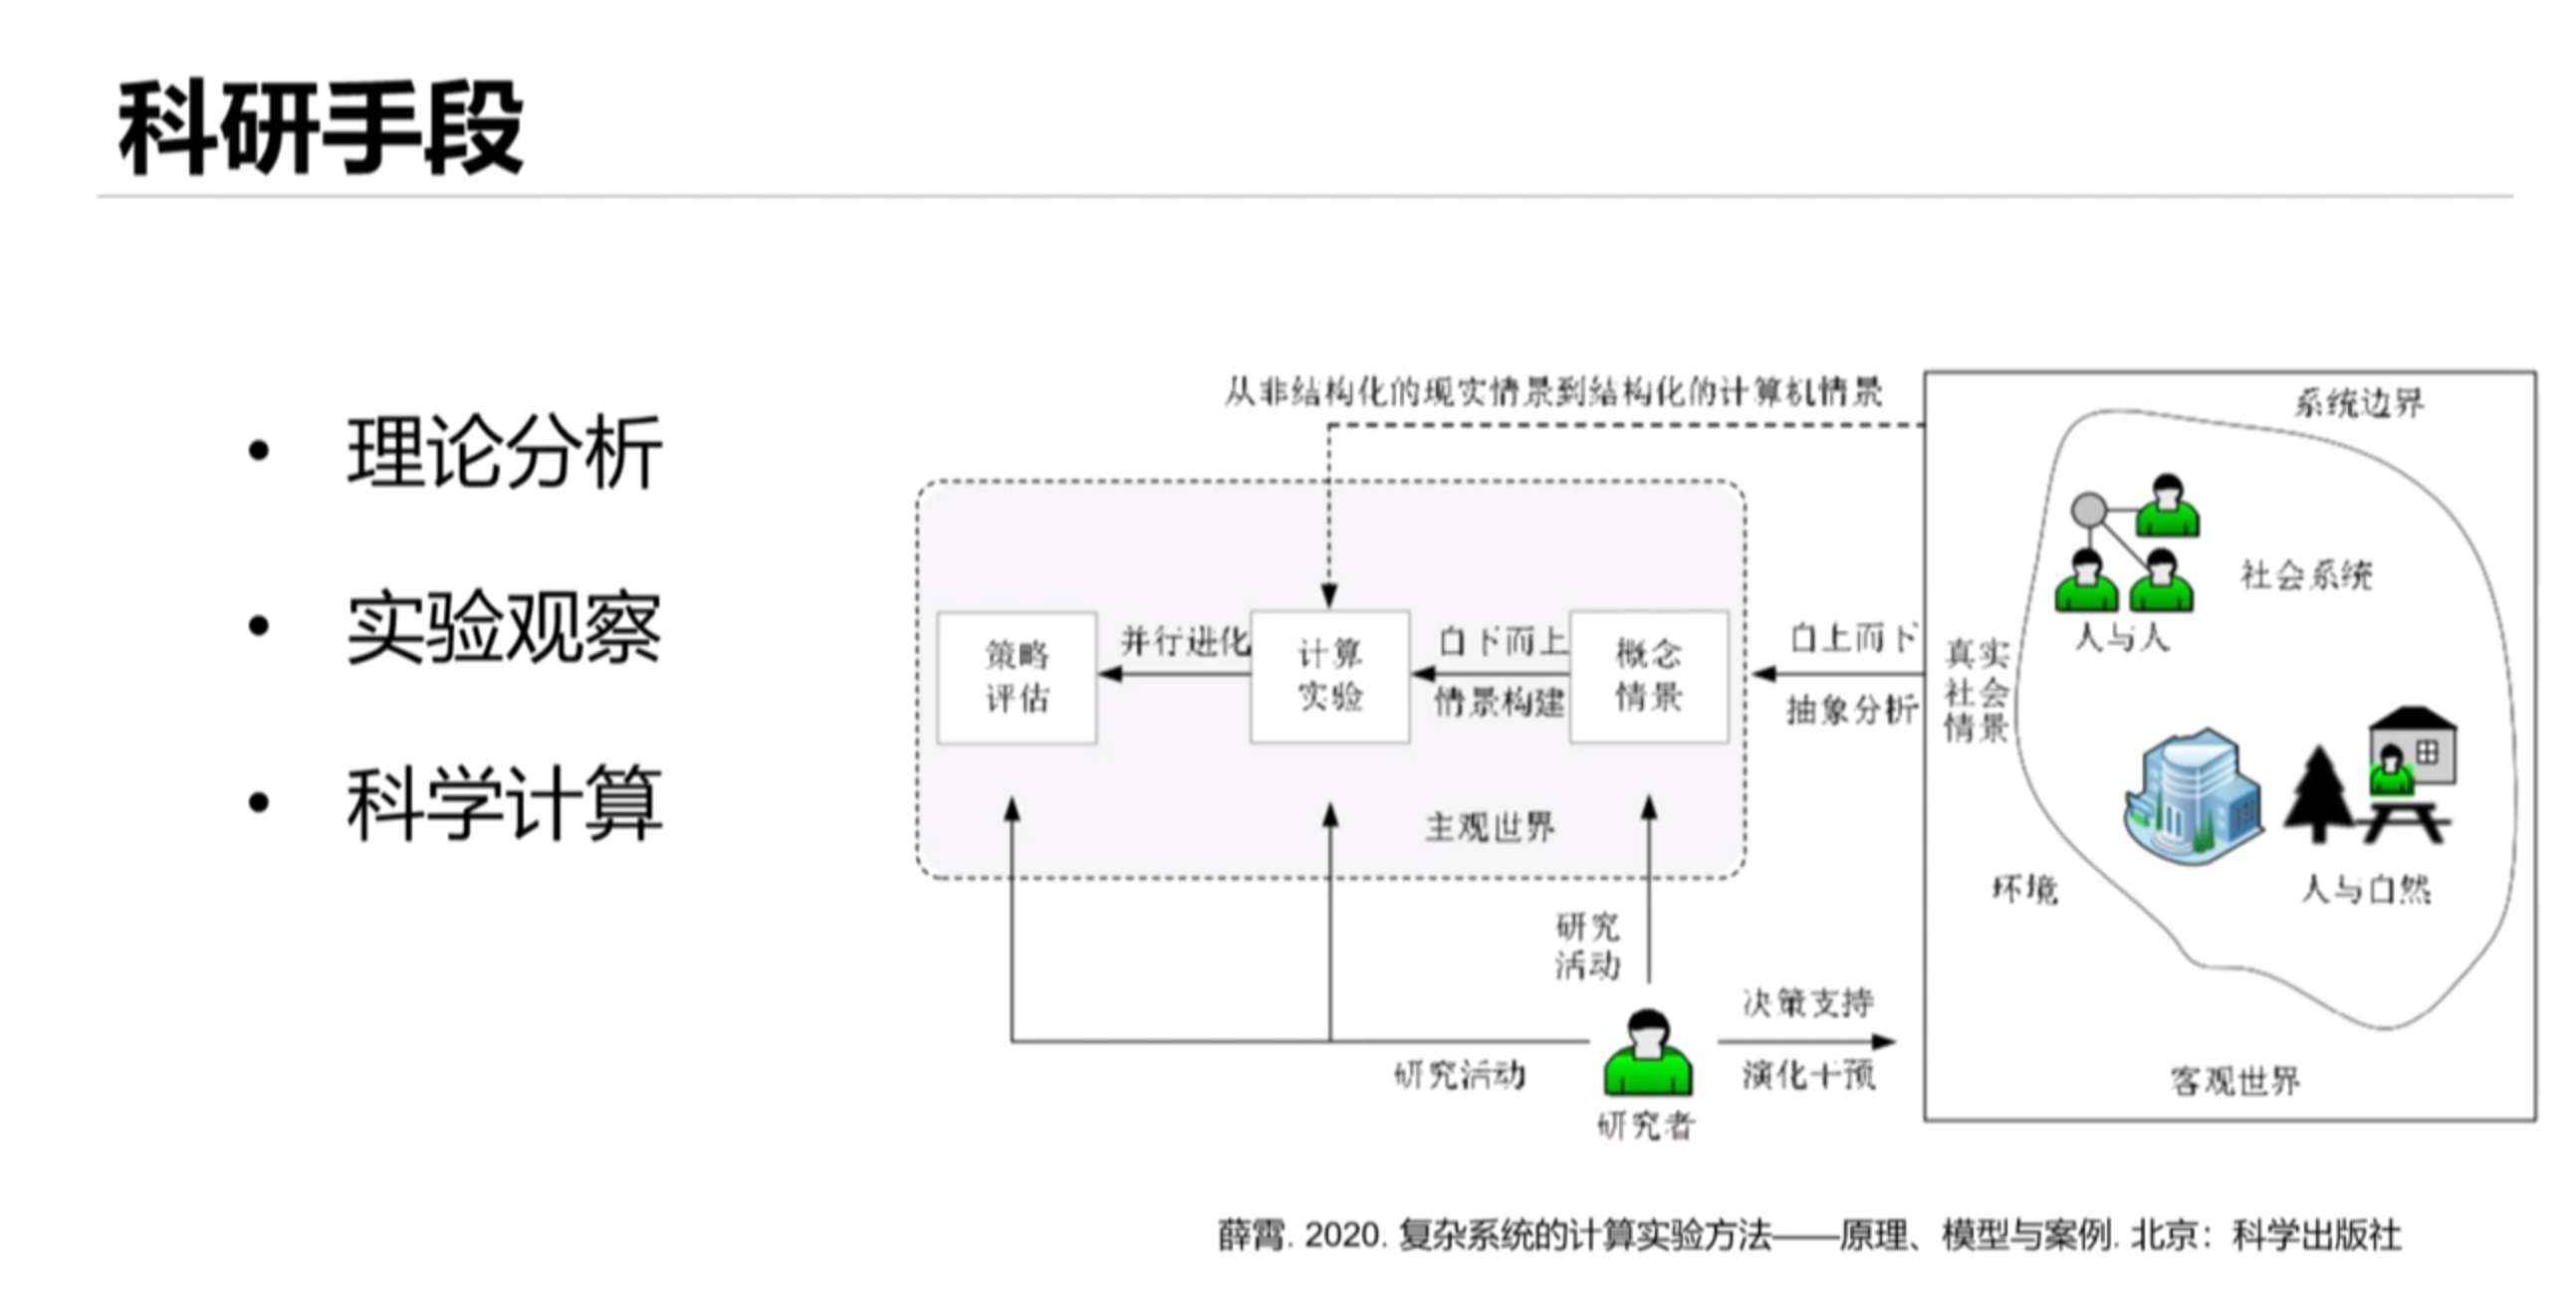 科研手段
理论分析
实验观察
科学计算
从非结构化的现实情景到结构化的计算机情景
系统边界
社会系统
人与人
策略
评估
并行进化
计算
实验
自下而上
情景构建
概念
情景
自上而下
抽象分析
真实
社会
情景
主观世界
环境
人与自然
研究
活动
决策支持
研究活动
演化干预
研究者
客观世界
薛霄. 2020. 复杂系统的计算实验方法——原理、模型与案例. 北京：科学出版社